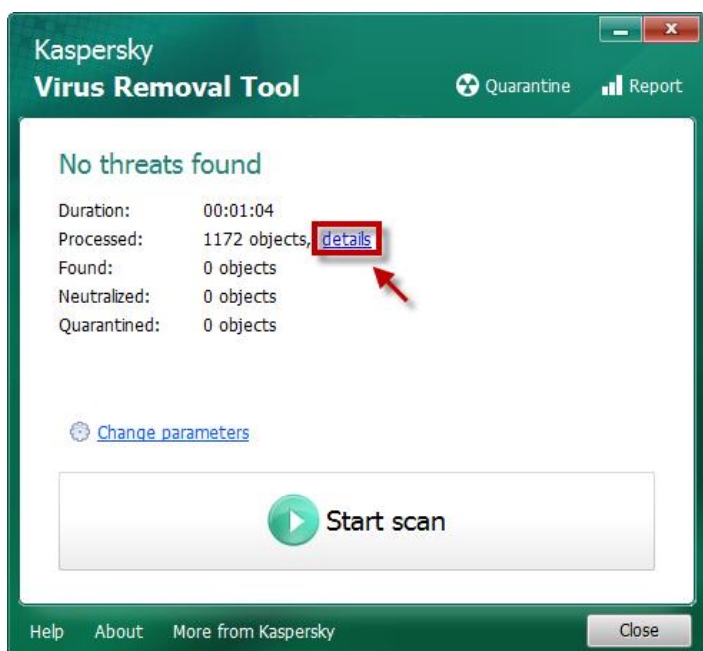 Kaspersky
Virus Removal Tool
Quarantine
Report
No threats found
Duration: 00:01:04
Processed: 1172 objects, details
Found: 0 objects
Neutralized: 0 objects
Quarantined: 0 objects
Change parameters
Start scan
Help About More from Kaspersky Close